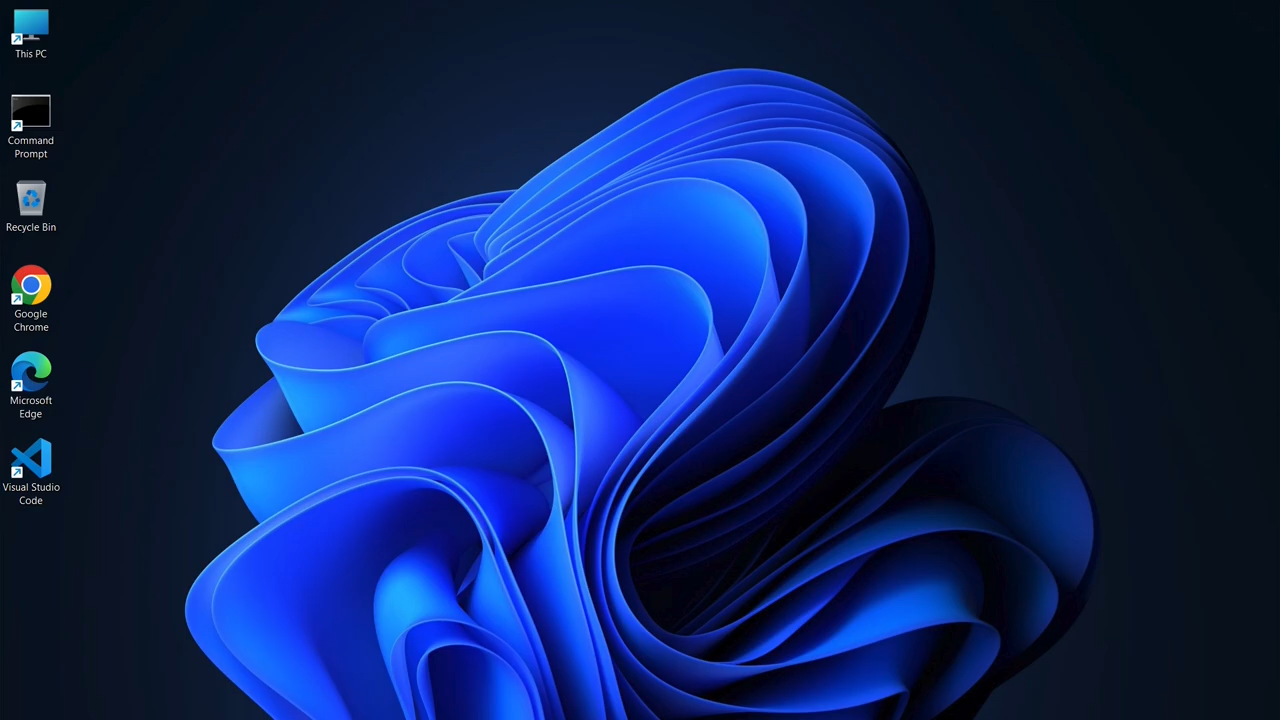 This PC
Command
Prompt
Recycle Bin
Google
Chrome
Microsoft
Edge
Visual Studio
Code